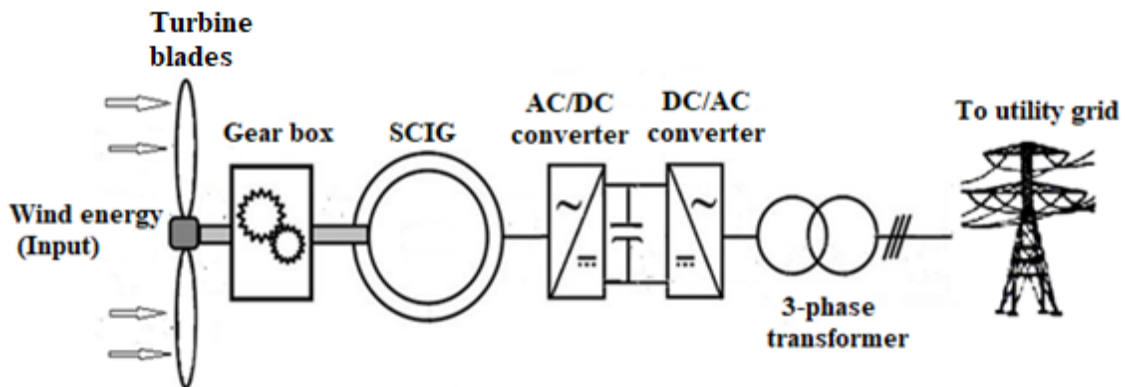 Turbine
blades
Gear box
SCIG
AC/DC
converter
DC/AC
converter
To utility grid
Wind energy
(Input)
~
~
3-phase
transformer